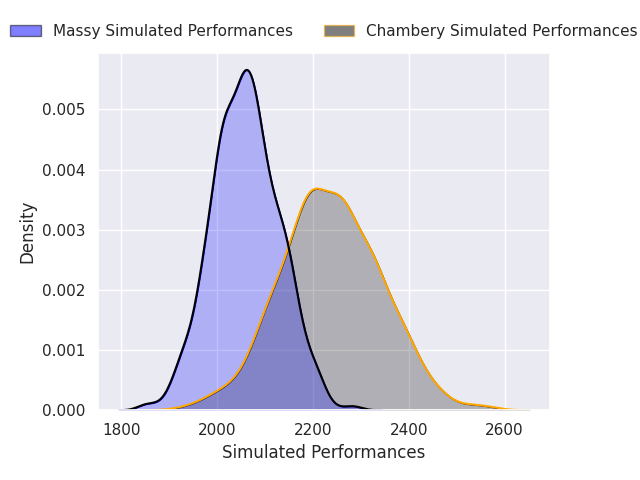 Massy Simulated Performances
Chambery Simulated Performances
Density
0.005
0.004
0.003
0.002
0.001
0.000
1800 2000 2200 2400 2600
Simulated Performances